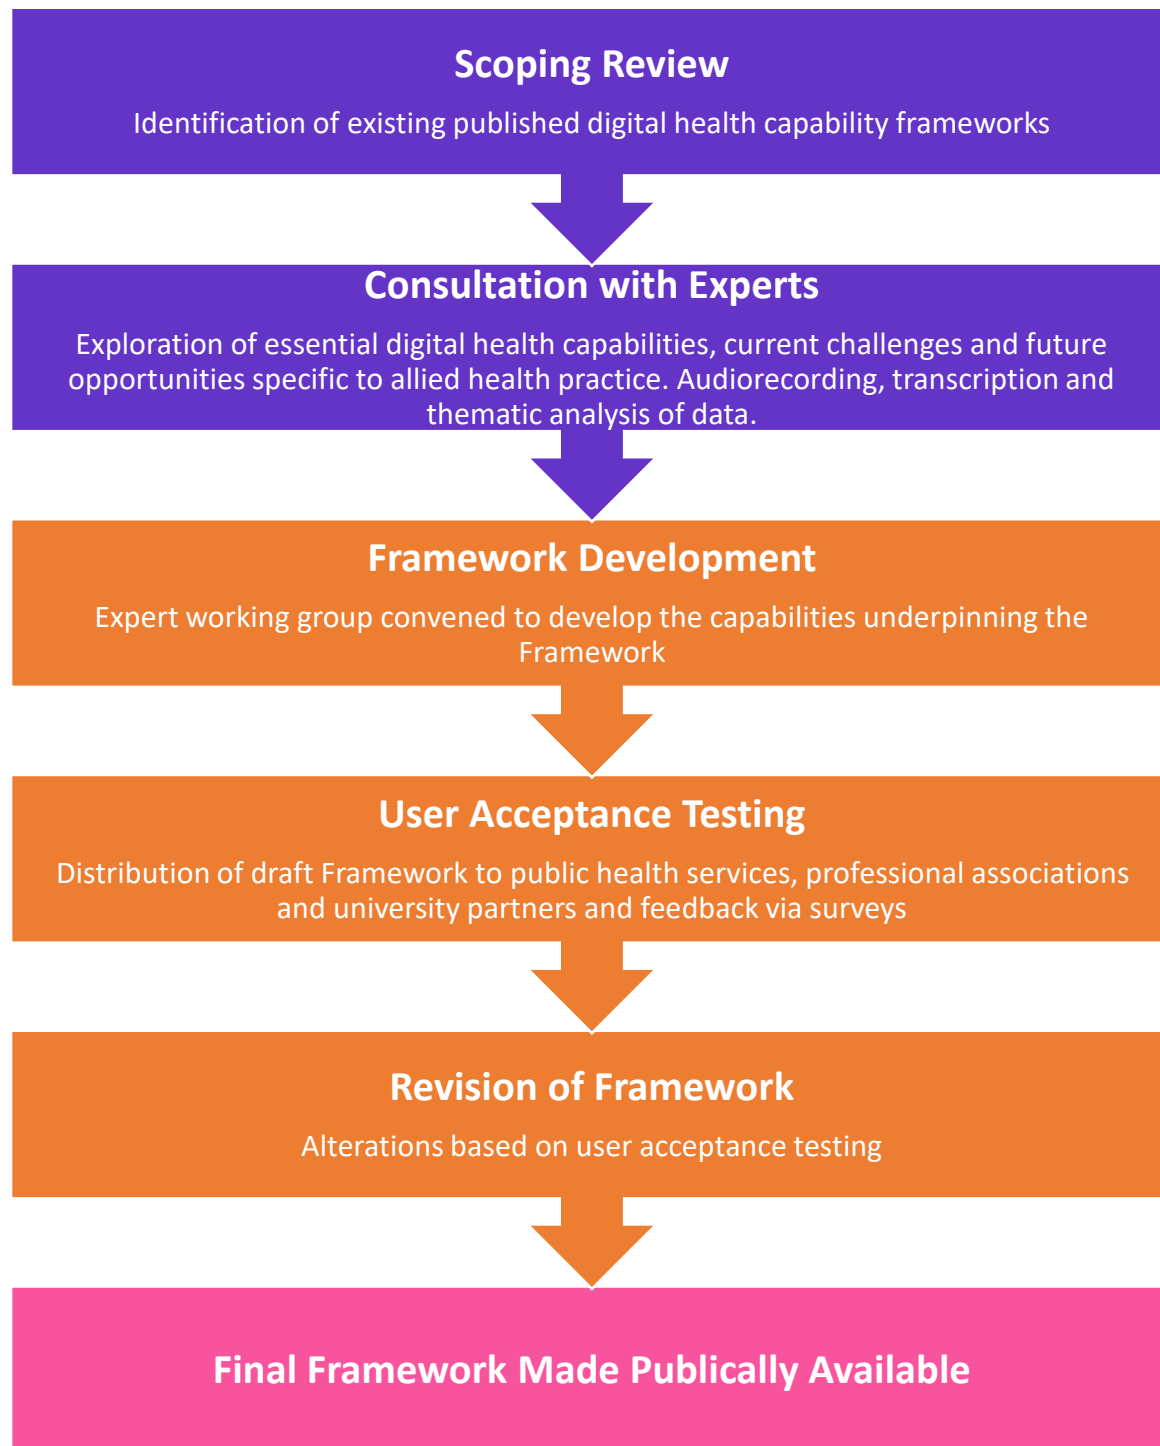 Scoping Review
Identification of existing published digital health capability frameworks
Consultation with Experts
Exploration of essential digital health capabilities, current challenges and future
opportunities specific to allied health practice. Audiorecording, transcription and
thematic analysis of data.
Framework Development
Expert working group convened to develop the capabilities underpinning the
Framework
User Acceptance Testing
Distribution of draft Framework to public health services, professional associations
and university partners and feedback via surveys
Revision of Framework
Alterations based on user acceptance testing
Final Framework Made Publically Available